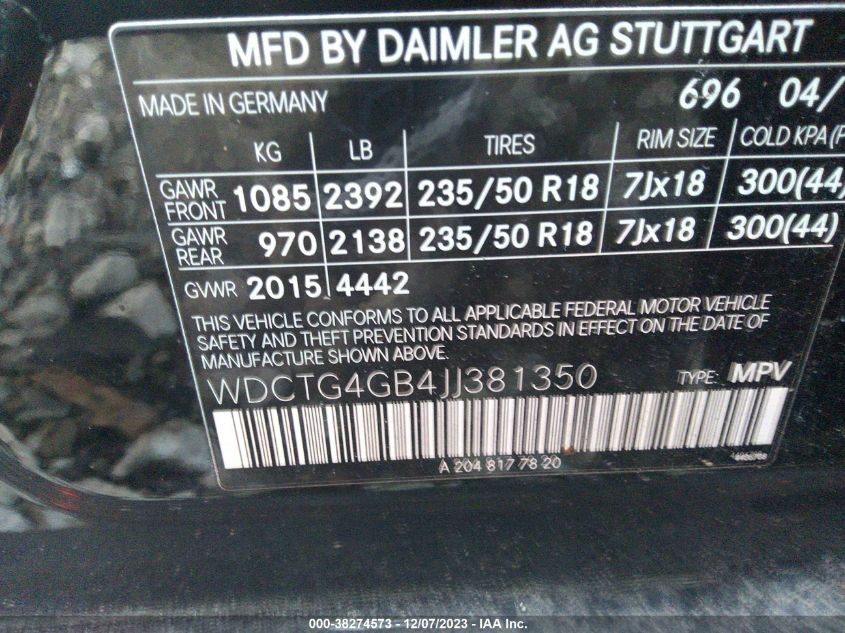 MFD BY DAIMLER AG STUTTGART
MADE IN GERMANY 696 04/
KG LB TIRES RIM SIZE COLD KPA(P
GAWR FRONT 1085 2392 235/50 R18 7Jx18 300(44)
GAWR REAR 970 2138 235/50 R18 7Jx18 300(44)
GVWR 2015 4442
THIS VEHICLE CONFORMS TO ALL APPLICABLE FEDERAL MOTOR VEHICLE
SAFETY AND THEFT PREVENTION STANDARDS IN EFFECT ON THE DATE OF
MANUFACTURE SHOWN ABOVE.
WDCTG4GB4JJ381350 TYPE: MPV
A 204 817 78 20
000-38274573 - 12/07/2023 - IAA Inc.